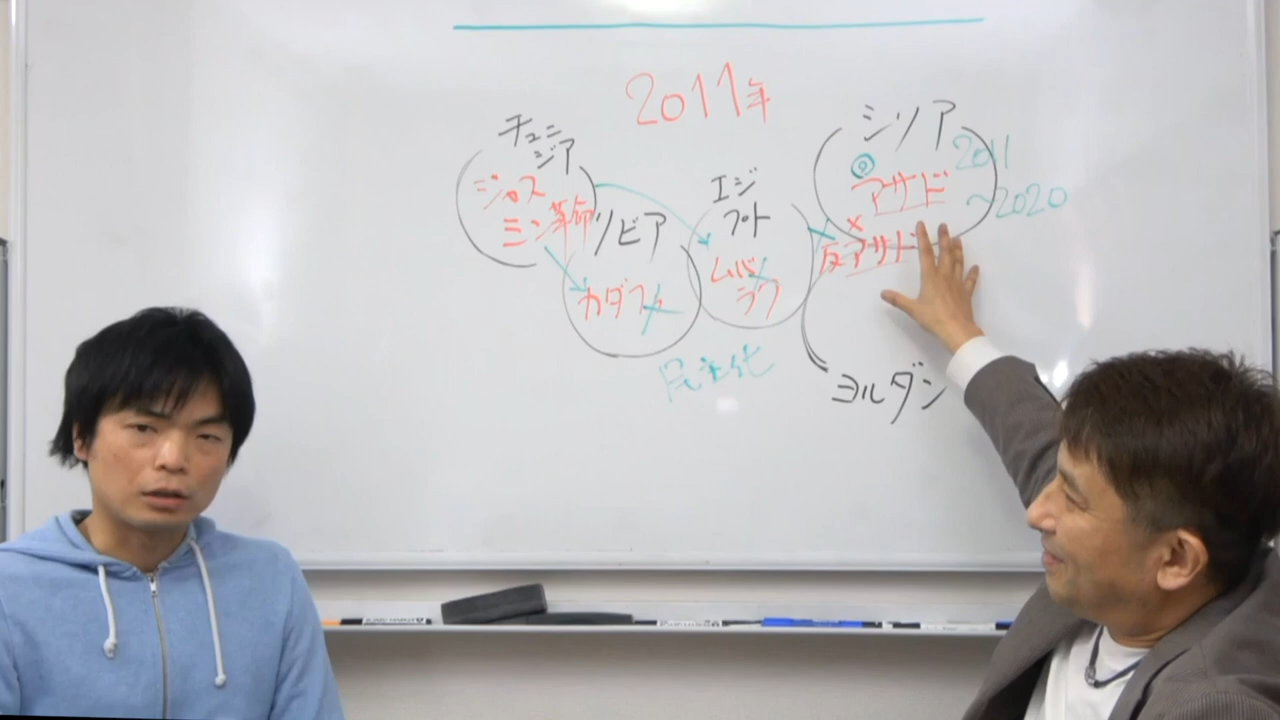 2011年
チュニ
ジア
ジャス
ミン革命
リビア
カダフィ
エジ
プト
ムバ
ラク
シリア
◎
アサド
×
反アサド
2011
~2020
民主化
ヨルダン